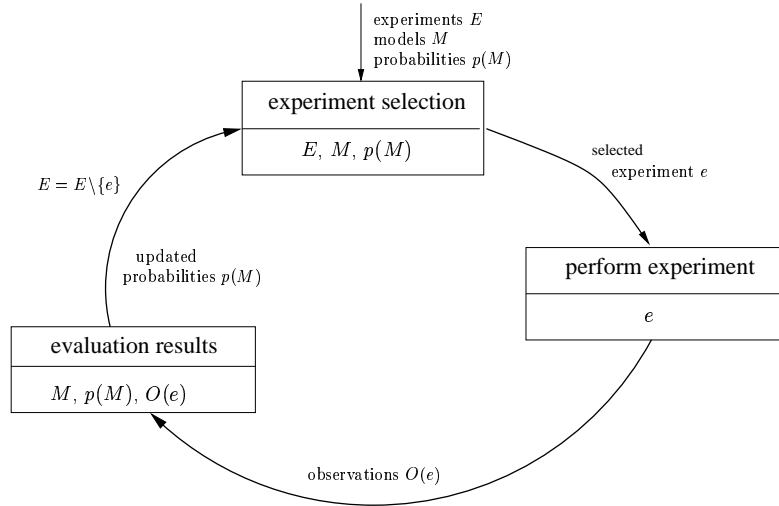 experiments E
models M
probabilities p(M)
experiment selection
E, M, p(M)
selected
experiment e
E = E\{e}
updated
probabilities p(M)
perform experiment
e
evaluation results
M, p(M), O(e)
observations O(e)